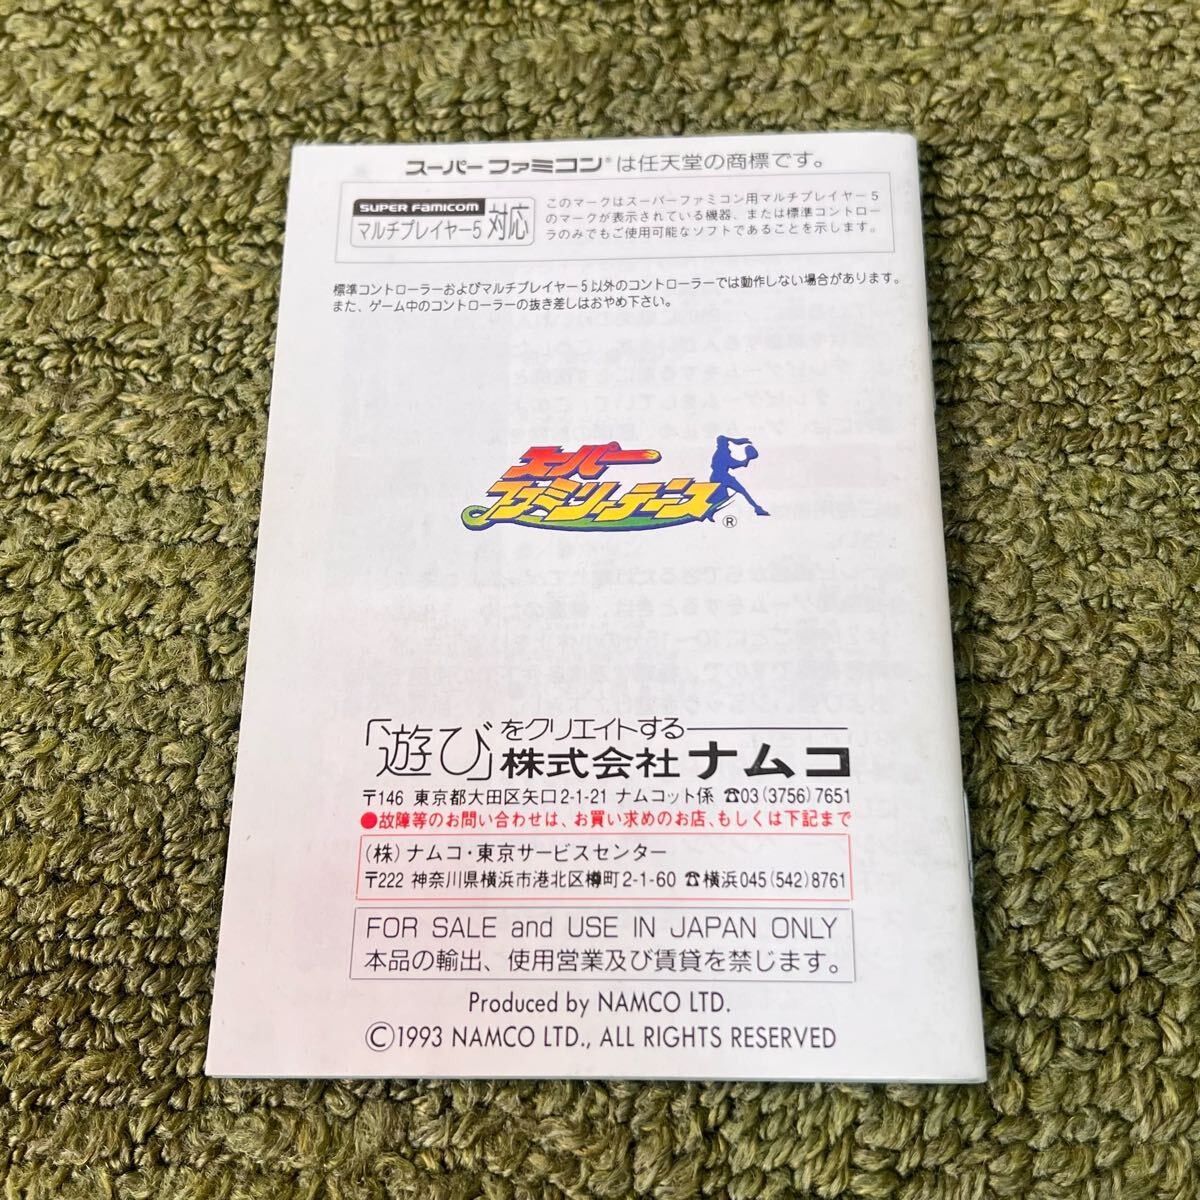 スーパーファミコン®は任天堂の商標です。
SUPER FAMICOM
マルチプレイヤー5 対応
このマークはスーパーファミコン用マルチプレイヤー5
のマークが表示されている機器、または標準コントロー
ラのみでもご使用可能なソフトであることを示します。
標準コントローラーおよびマルチプレイヤー5以外のコントローラーでは動作しない場合があります。
また、ゲーム中のコントローラーの抜き差しはおやめ下さい。
スーパー
ファミリーテニス®
「遊び」をクリエイトする
株式会社ナムコ
〒146 東京都大田区矢口2-1-21 ナムコット係 ☎03(3756)7651
●故障等のお問い合わせは、お買い求めのお店、もしくは下記まで
(株)ナムコ・東京サービスセンター
〒222 神奈川県横浜市港北区樽町2-1-60 ☎横浜045(542)8761
FOR SALE and USE IN JAPAN ONLY
本品の輸出、使用営業及び賃貸を禁じます。
Produced by NAMCO LTD.
©1993 NAMCO LTD., ALL RIGHTS RESERVED